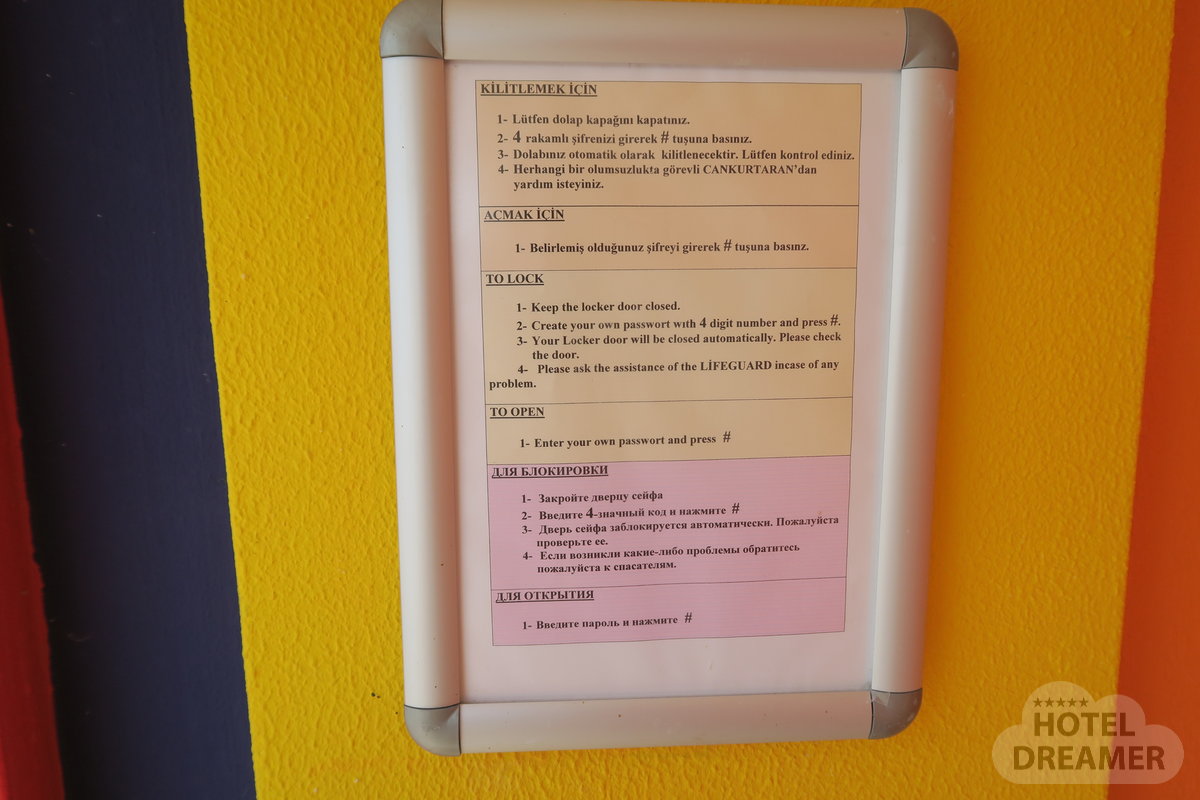 KİLİTLEMEK İÇİN
1- Lütfen dolap kapağını kapatınız.
2- 4 rakamlı şifrenizi girerek # tuşuna basınız.
3- Dolabınız otomatik olarak kilitlenecektir. Lütfen kontrol ediniz.
4- Herhangi bir olumsuzlukta görevli CANKURTARAN'dan
yardım isteyiniz.
AÇMAK İÇİN
1- Belirlemiş olduğunuz şifreyi girerek # tuşuna basınz.
TO LOCK
1- Keep the locker door closed.
2- Create your own passwort wıth 4 digit number and press #.
3- Your Locker door will be closed automatically. Please check
the door.
4- Please ask the assistance of the LİFEGUARD incase of any
problem.
TO OPEN
1- Enter your own passwort and press #
ДЛЯ БЛОКИРОВКИ
1- Закройте дверцу сейфа
2- Введите 4-значный код и нажмите #
3- Дверь сейфа заблокируется автоматически. Пожалуйста
проверьте ее.
4- Если возникли какие-либо проблемы обратитесь
пожалуйста к спасателям.
ДЛЯ ОТКРЫТИЯ
1- Введите пароль и нажмите #
HOTEL
DREAMER